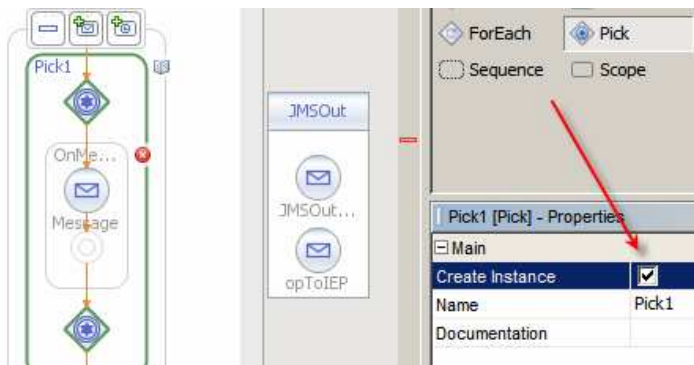 Pick1
OnMe...
Message
JMSOut
JMSOut...
opToIEP
ForEach
Pick
Sequence
Scope
Pick1 [Pick] - Properties
Main
Create Instance
Name Pick1
Documentation